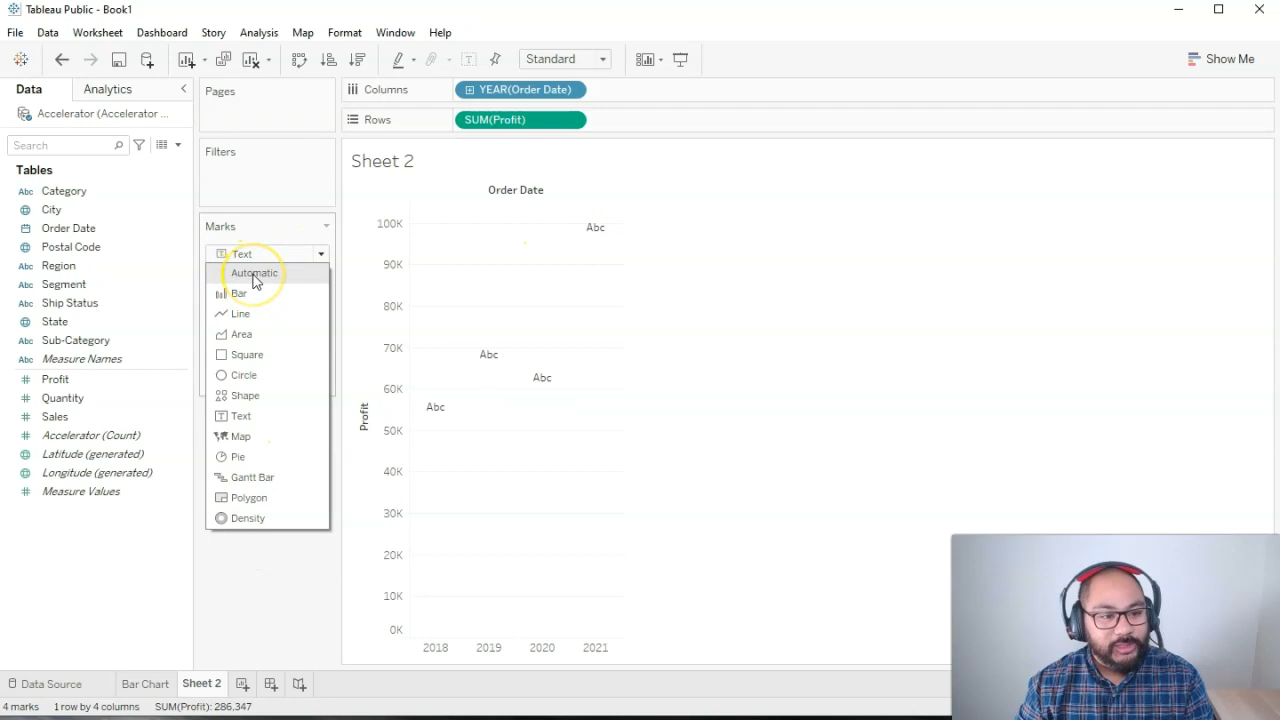 Tableau Public - Book1
File Data Worksheet Dashboard Story Analysis Map Format Window Help
Standard
Show Me
Data Analytics
Accelerator (Accelerator ...
Search
Tables
Abc Category
City
Order Date
Postal Code
Abc Region
Abc Segment
Abc Ship Status
State
Abc Sub-Category
Abc Measure Names
Profit
Quantity
Sales
Accelerator (Count)
Latitude (generated)
Longitude (generated)
Measure Values
Pages
Filters
Marks
Text
Automatic
Bar
Line
Area
Square
Circle
Shape
Text
Map
Pie
Gantt Bar
Polygon
Density
Columns YEAR(Order Date)
Rows SUM(Profit)
Sheet 2
Order Date
Profit
100K
Abc
90K
80K
70K
Abc
Abc
60K
Abc
50K
40K
30K
20K
10K
0K
2018 2019 2020 2021
Data Source Bar Chart Sheet 2
4 marks 1 row by 4 columns SUM(Profit): 286,347